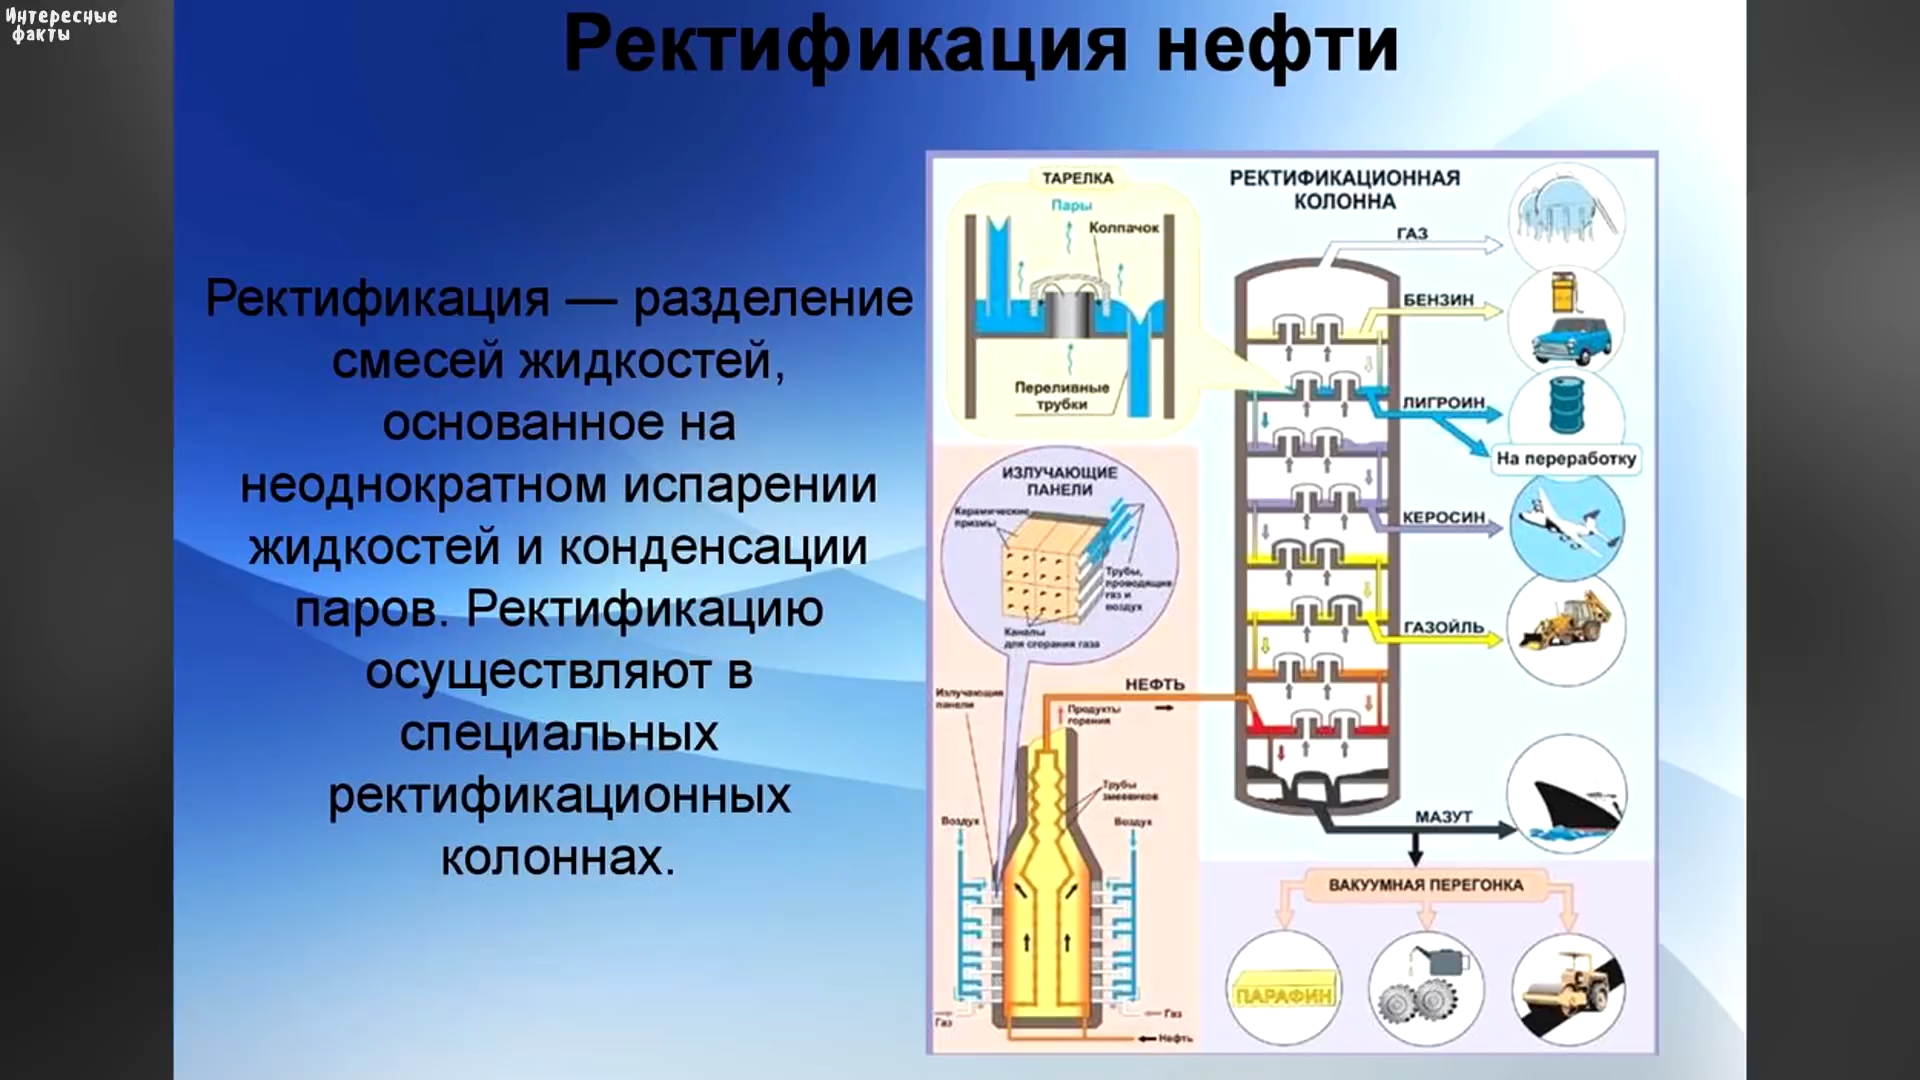 Интересные
факты
Ректификация нефти
Ректификация — разделение
смесей жидкостей,
основанное на
неоднократном испарении
жидкостей и конденсации
паров. Ректификацию
осуществляют в
специальных
ректификационных
колоннах.
ТАРЕЛКА
Пары
Колпачок
Переливные
трубки
РЕКТИФИКАЦИОННАЯ
КОЛОННА
ГАЗ
БЕНЗИН
ЛИГРОИН
На переработку
КЕРОСИН
ГАЗОЙЛЬ
ИЗЛУЧАЮЩИЕ
ПАНЕЛИ
Керамические
призмы
Трубы,
проводящие
газ и
воздух
Каналы
для сгорания газа
Излучающие
панели
НЕФТЬ
Продукты
горения
Трубы
змеевиков
Воздух
Воздух
Газ
Газ
Нефть
МАЗУТ
ВАКУУМНАЯ ПЕРЕГОНКА
ПАРАФИН